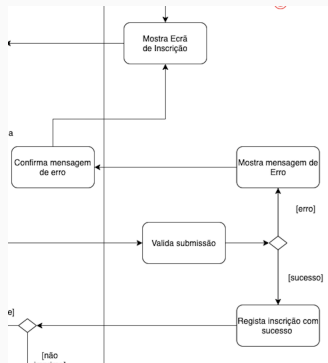 Mostra Ecrã
de Inscrição
a
Confirma mensagem
de erro
Mostra mensagem de
Erro
[erro]
Valida submissão
[sucesso]
e]
Regista inscrição com
sucesso
[não